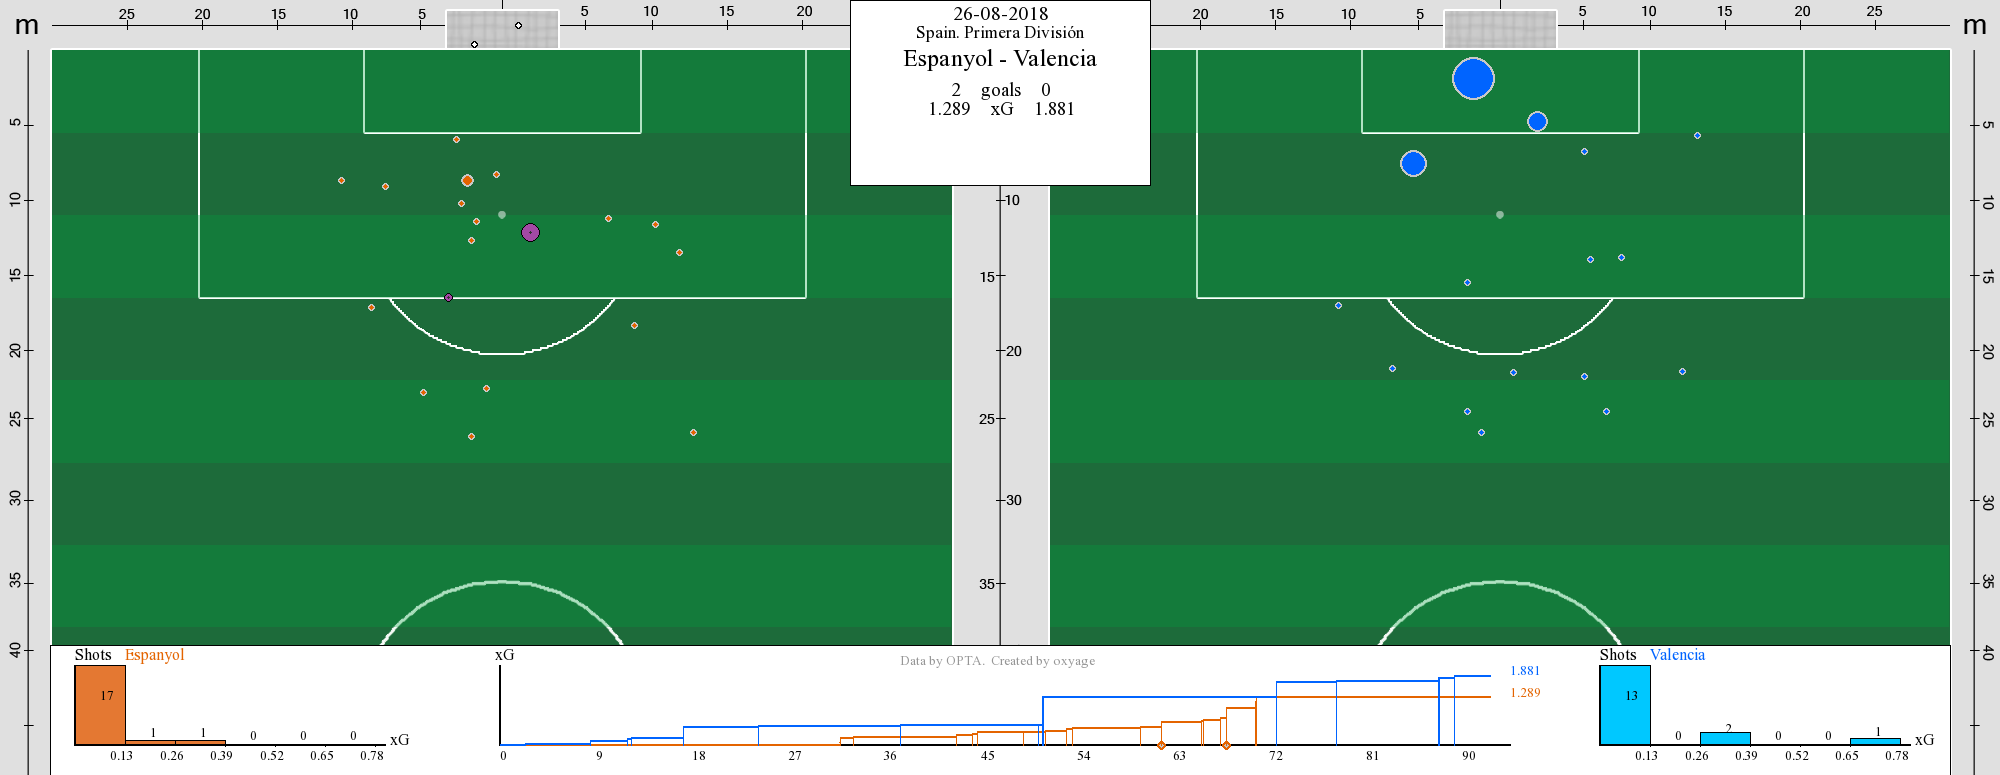 m
25 20 15 10 5 5 10 15 20
26-08-2018
Spain. Primera División
Espanyol - Valencia
2 goals 0
1.289 xG 1.881
20 15 10 5 5 10 15 20 25
m
5
10
15
20
25
30
35
40
10
15
20
25
30
35
5
10
15
20
25
30
35
40
Shots Espanyol
17
1 1 0 0 0
xG
0.13 0.26 0.39 0.52 0.65 0.78
xG
Data by OPTA. Created by oxyage
1.881
1.289
0 9 18 27 36 45 54 63 72 81 90
Shots Valencia
13
0 2 0 0 1
xG
0.13 0.26 0.39 0.52 0.65 0.78